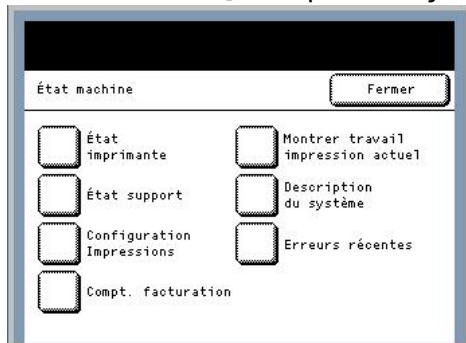 État machine
Fermer
État
imprimante
Montrer travail
impression actuel
État support
Description
du système
Configuration
Impressions
Erreurs récentes
Compt. facturation